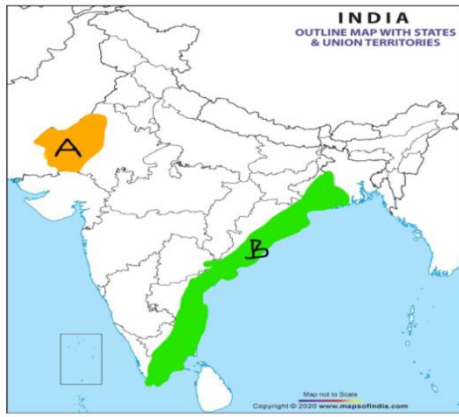 INDIA
OUTLINE MAP WITH STATES
& UNION TERRITORIES
A
B
Map not to Scale
Copyright © 2020 www.mapsofindia.com